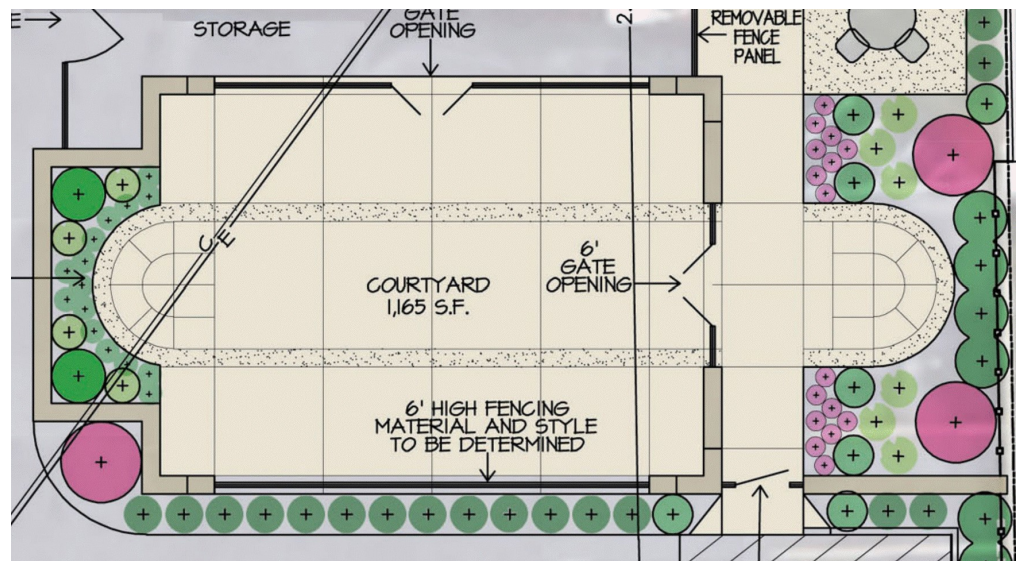 E
STORAGE
GATE
OPENING
2.
REMOVABLE
FENCE
PANEL
C
E
COURTYARD
1,165 S.F.
6'
GATE
OPENING
6' HIGH FENCING
MATERIAL AND STYLE
TO BE DETERMINED